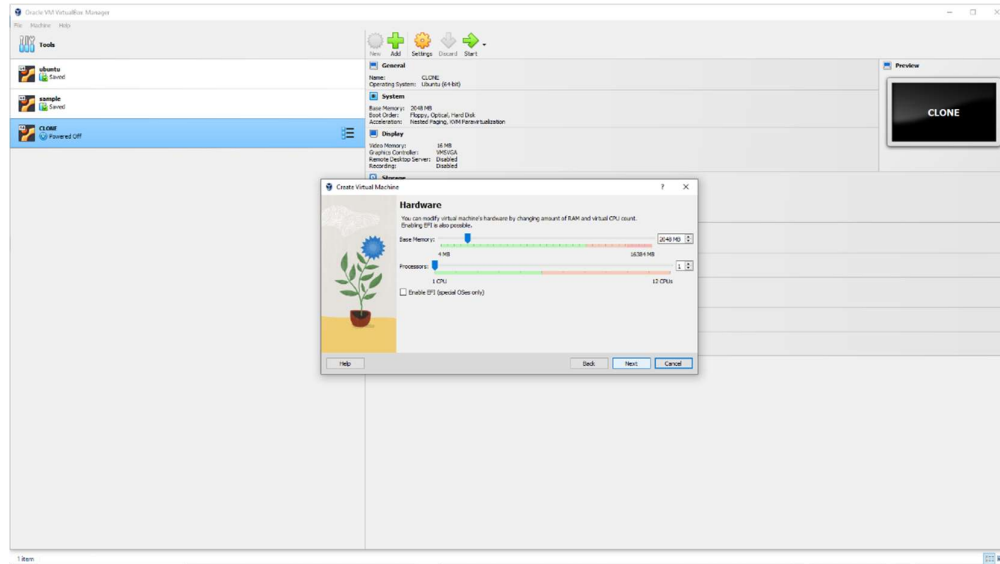 Oracle VM VirtualBox Manager
File Machine Help
Tools
New Add Settings Discard Start
ubuntu
Saved
sample
Saved
CLONE
Powered Off
General
Name: CLONE
Operating System: Ubuntu (64-bit)
System
Base Memory: 2048 MB
Boot Order: Floppy, Optical, Hard Disk
Acceleration: Nested Paging, KVM Paravirtualization
Display
Video Memory: 16 MB
Graphics Controller: VMSVGA
Remote Desktop Server: Disabled
Recording: Disabled
Storage
Preview
CLONE
Create Virtual Machine
? X
Hardware
You can modify virtual machine's hardware by changing amount of RAM and virtual CPU count.
Enabling EFI is also possible.
Base Memory: 2048 MB
4 MB 16384 MB
Processors: 1
1 CPU 12 CPUs
Enable EFI (special OSes only)
Help Back Next Cancel
1 item